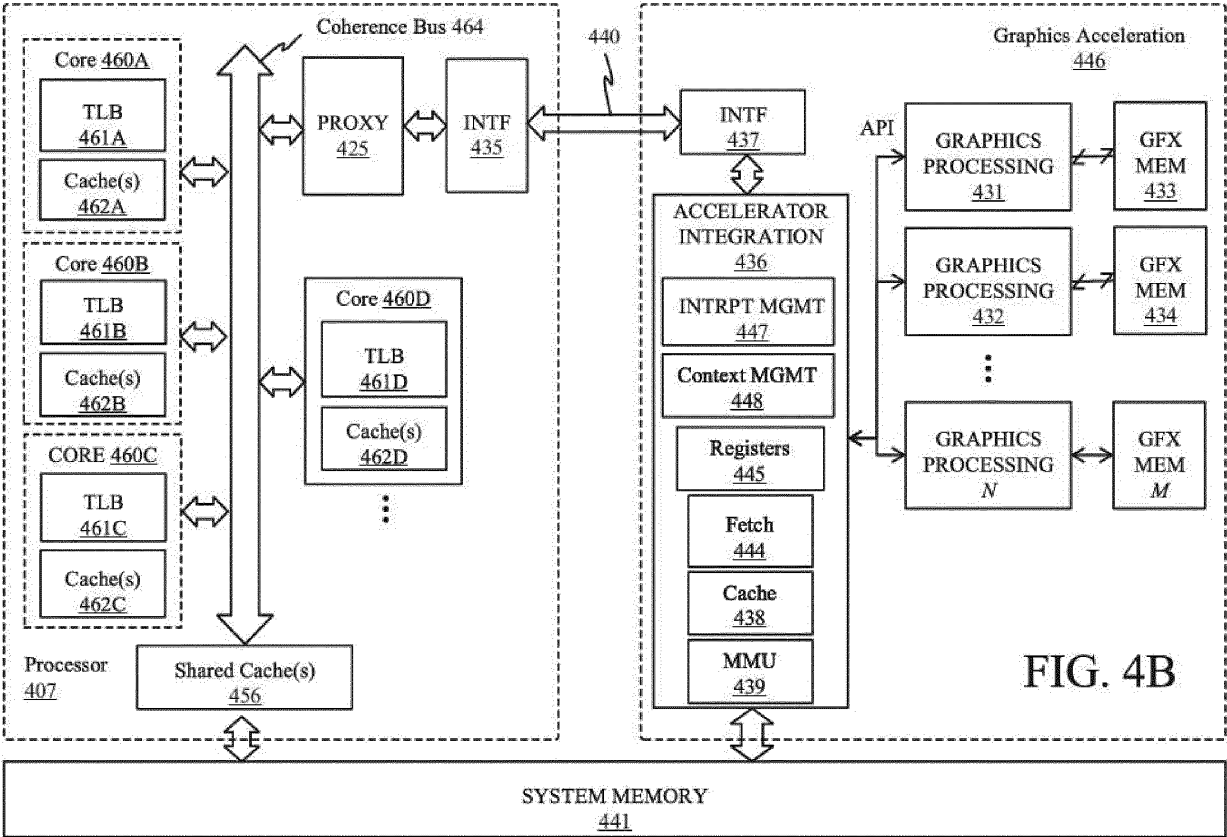 Coherence Bus 464
Core 460A
TLB
461A
Cache(s)
462A
Core 460B
TLB
461B
Cache(s)
462B
CORE 460C
TLB
461C
Cache(s)
462C
PROXY
425
INTF
435
Core 460D
TLB
461D
Cache(s)
462D
Processor
407
Shared Cache(s)
456
440
Graphics Acceleration
446
INTF
437
ACCELERATOR
INTEGRATION
436
INTRPT MGMT
447
Context MGMT
448
Registers
445
Fetch
444
Cache
438
MMU
439
API
GRAPHICS
PROCESSING
431
GFX
MEM
433
GRAPHICS
PROCESSING
432
GFX
MEM
434
GRAPHICS
PROCESSING
N
GFX
MEM
M
FIG. 4B
SYSTEM MEMORY
441